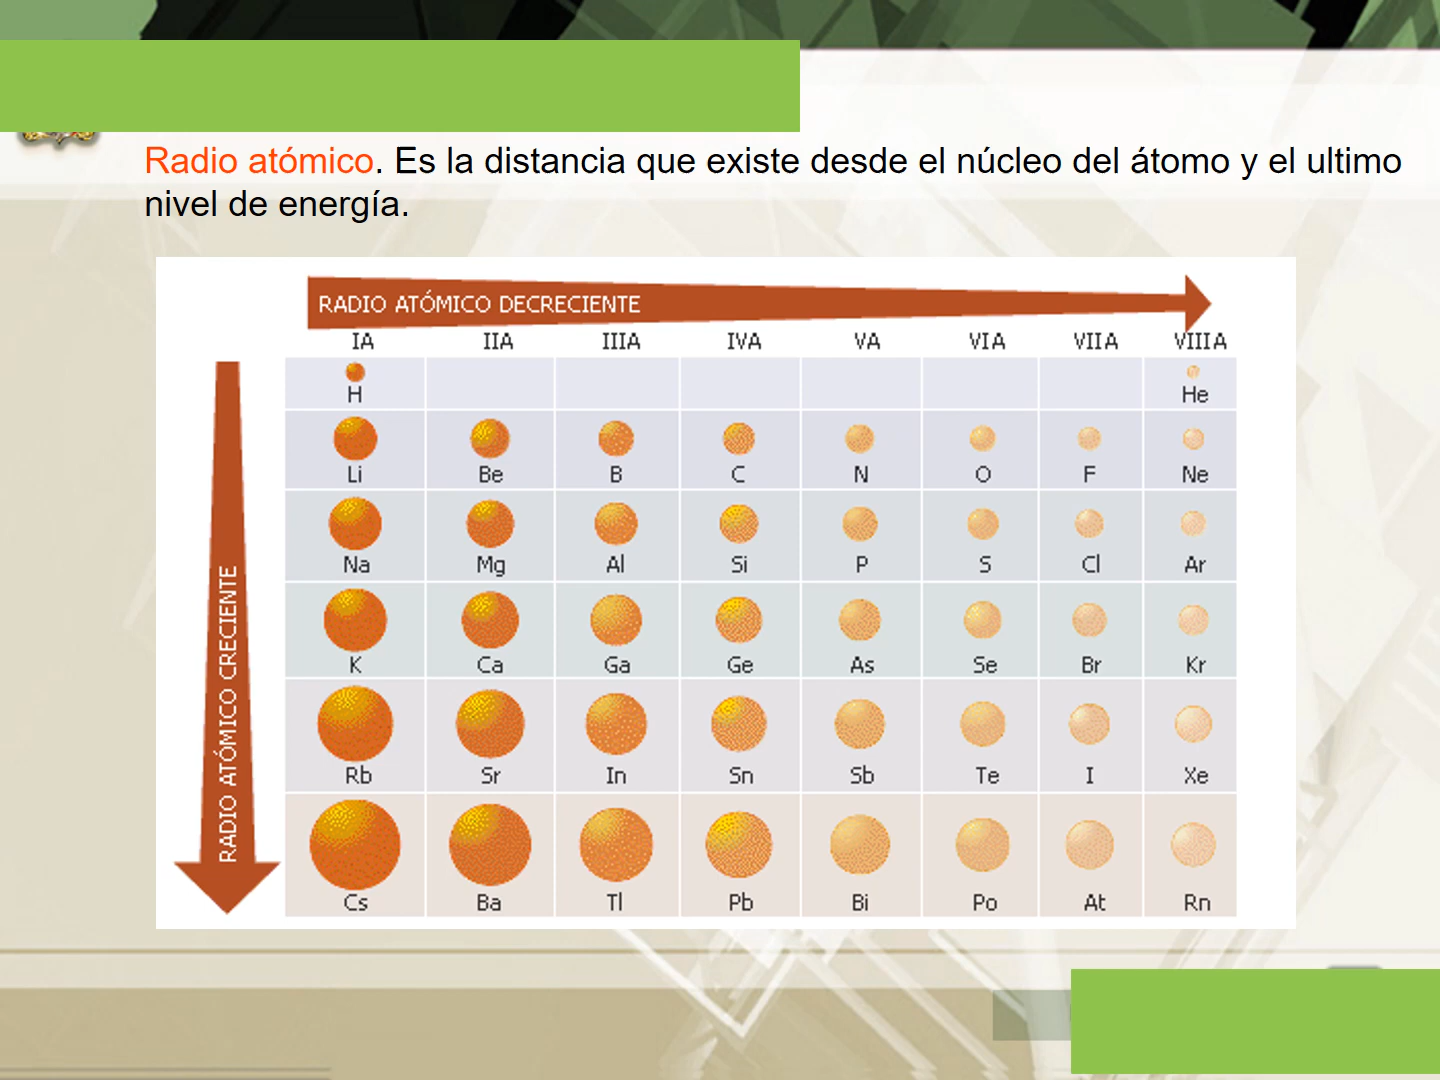 Radio atómico. Es la distancia que existe desde el núcleo del átomo y el ultimo
nivel de energía.
RADIO ATÓMICO DECRECIENTE
IA IIA IIIA IVA VA VIA VIIA VIIIA
RADIO ATÓMICO CRECIENTE
H He
Li Be B C N O F Ne
Na Mg Al Si P S Cl Ar
K Ca Ga Ge As Se Br Kr
Rb Sr In Sn Sb Te I Xe
Cs Ba Tl Pb Bi Po At Rn